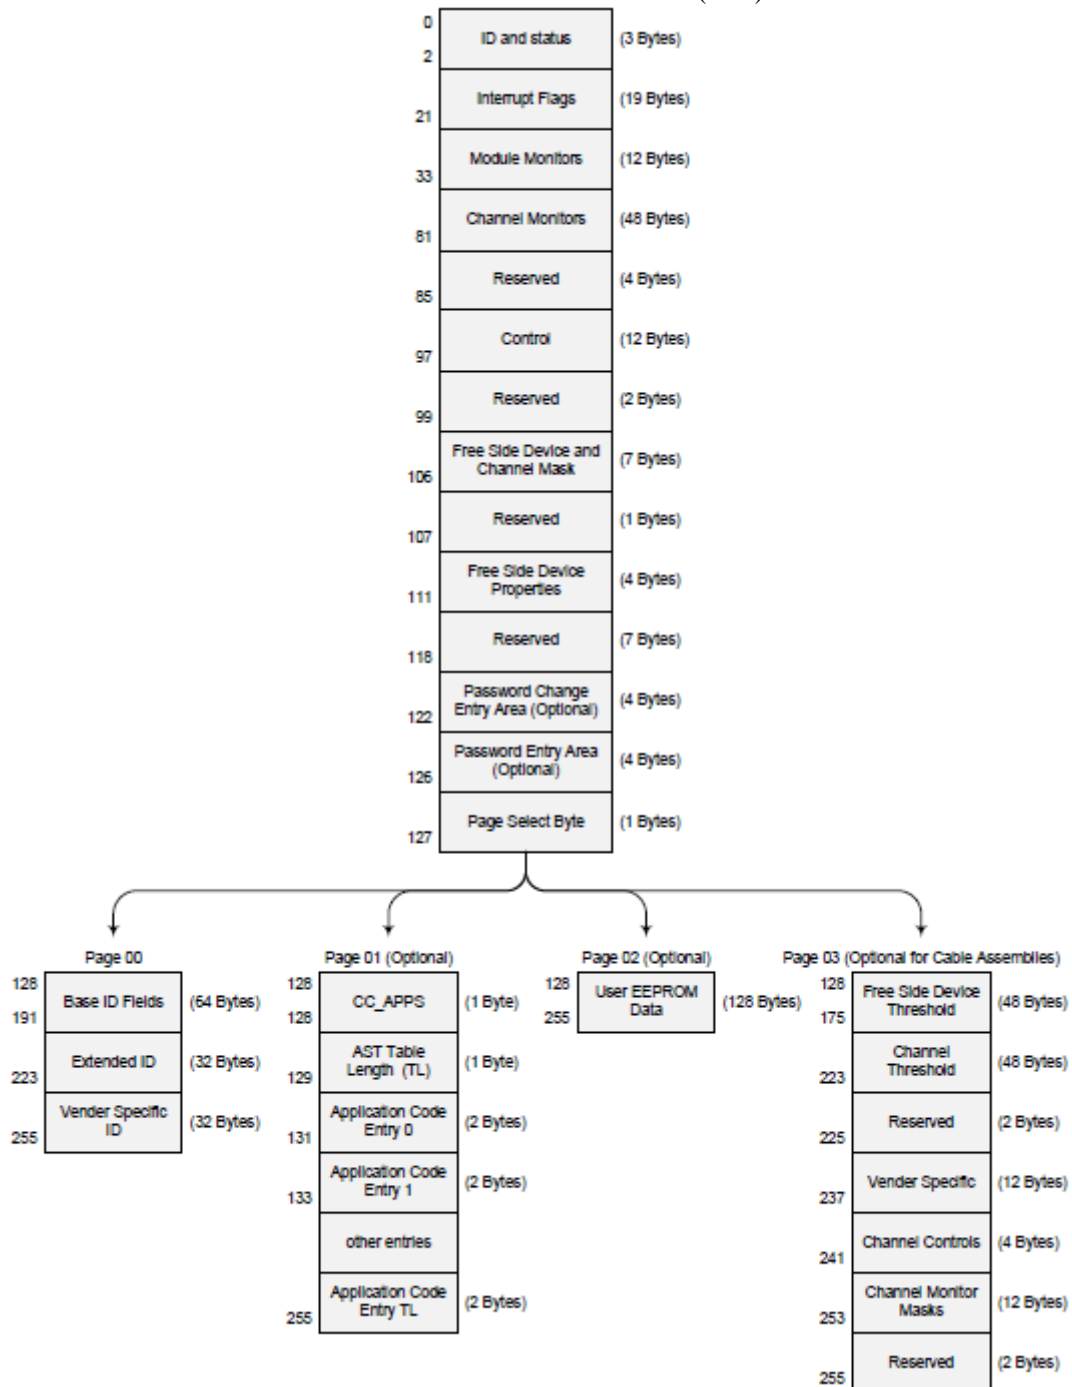 0
ID and status
(3 Bytes)
2
Interrupt Flags
(19 Bytes)
21
Module Monitors
(12 Bytes)
33
Channel Monitors
(48 Bytes)
81
Reserved
(4 Bytes)
85
Control
(12 Bytes)
97
Reserved
(2 Bytes)
99
Free Side Device and
Channel Mask
(7 Bytes)
106
Reserved
(1 Bytes)
107
Free Side Device
Properties
(4 Bytes)
111
Reserved
(7 Bytes)
118
Password Change
Entry Area (Optional)
(4 Bytes)
122
Password Entry Area
(Optional)
(4 Bytes)
126
Page Select Byte
(1 Bytes)
127
Page 00
128
Base ID Fields
(64 Bytes)
191
Extended ID
(32 Bytes)
223
Vender Specific
ID
(32 Bytes)
255
Page 01 (Optional)
128
CC_APPS
(1 Byte)
128
AST Table
Length (TL)
(1 Byte)
129
Application Code
Entry 0
(2 Bytes)
131
Application Code
Entry 1
(2 Bytes)
133
other entries
Application Code
Entry TL
(2 Bytes)
255
Page 02 (Optional)
128
User EEPROM
Data
(128 Bytes)
255
Page 03 (Optional for Cable Assemblies)
128
Free Side Device
Threshold
(48 Bytes)
175
Channel
Threshold
(48 Bytes)
223
Reserved
(2 Bytes)
225
Vender Specific
(12 Bytes)
237
Channel Controls
(4 Bytes)
241
Channel Monitor
Masks
(12 Bytes)
253
Reserved
(2 Bytes)
255